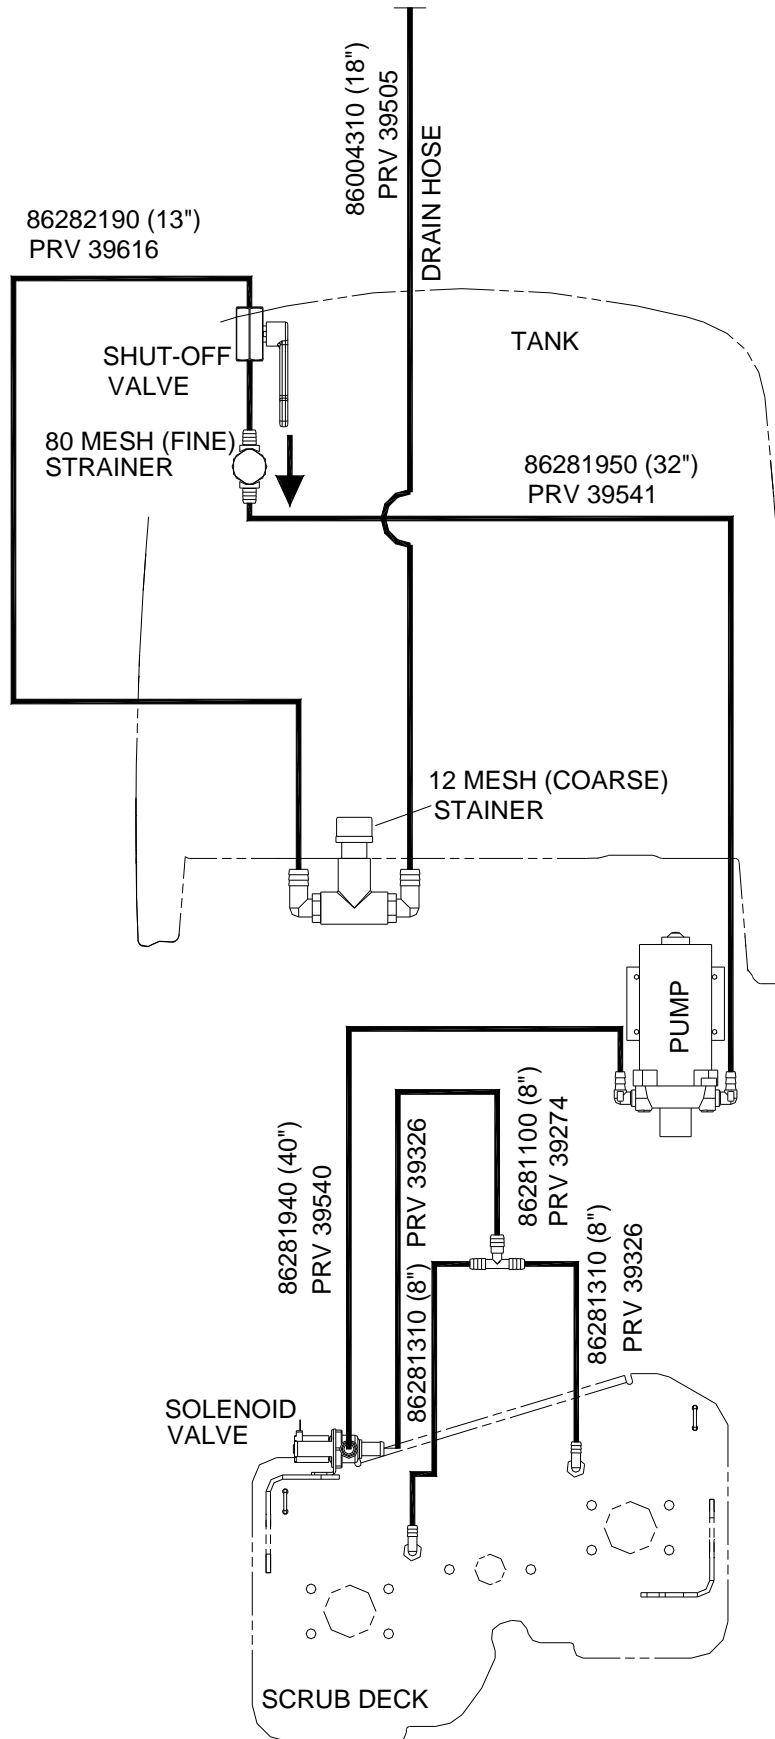 86004310 (18")
PRV 39505
DRAIN HOSE
86282190 (13")
PRV 39616
TANK
SHUT-OFF
VALVE
80 MESH (FINE)
STRAINER
86281950 (32")
PRV 39541
12 MESH (COARSE)
STAINER
PUMP
86281940 (40")
PRV 39540
86281310 (8")
PRV 39326
86281100 (8")
PRV 39274
86281310 (8")
PRV 39326
SOLENOID
VALVE
SCRUB DECK